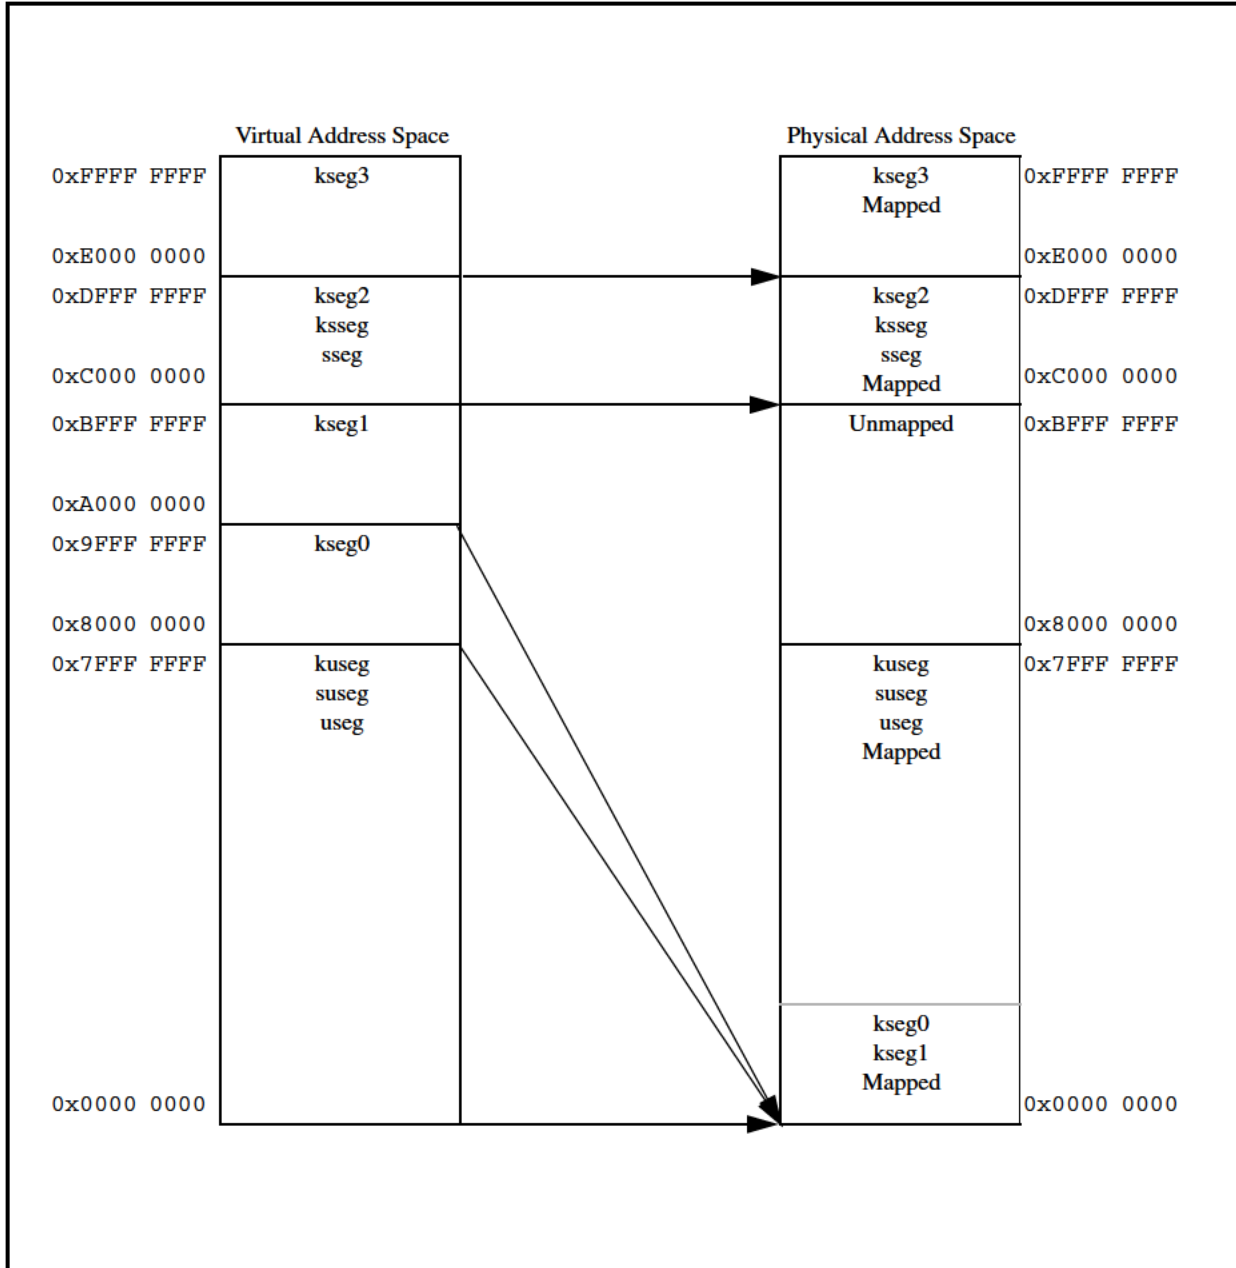 Virtual Address Space
Physical Address Space
0xFFFF FFFF
kseg3
kseg3
0xFFFF FFFF
Mapped
0xE000 0000
0xE000 0000
0xDFFF FFFF
kseg2
kseg2
0xDFFF FFFF
ksseg
ksseg
sseg
sseg
0xC000 0000
Mapped
0xC000 0000
0xBFFF FFFF
kseg1
Unmapped
0xBFFF FFFF
0xA000 0000
0x9FFF FFFF
kseg0
0x8000 0000
0x8000 0000
0x7FFF FFFF
kuseg
kuseg
0x7FFF FFFF
suseg
suseg
useg
useg
Mapped
kseg0
kseg1
Mapped
0x0000 0000
0x0000 0000